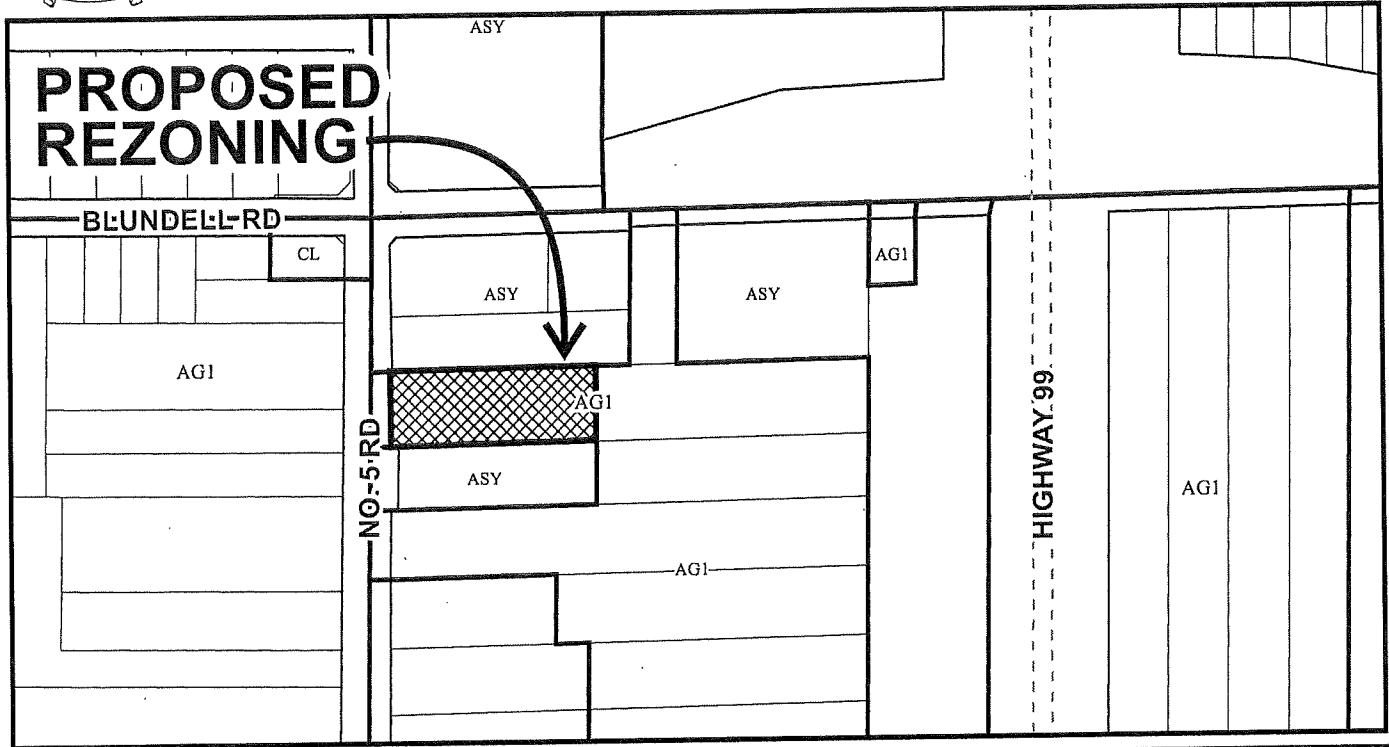 ASY
PROPOSED
REZONING
BLUNDELL RD
CL
ASY
ASY
AG1
AG1
AG1
NO. 5 RD
ASY
HIGHWAY 99
AG1
AG1